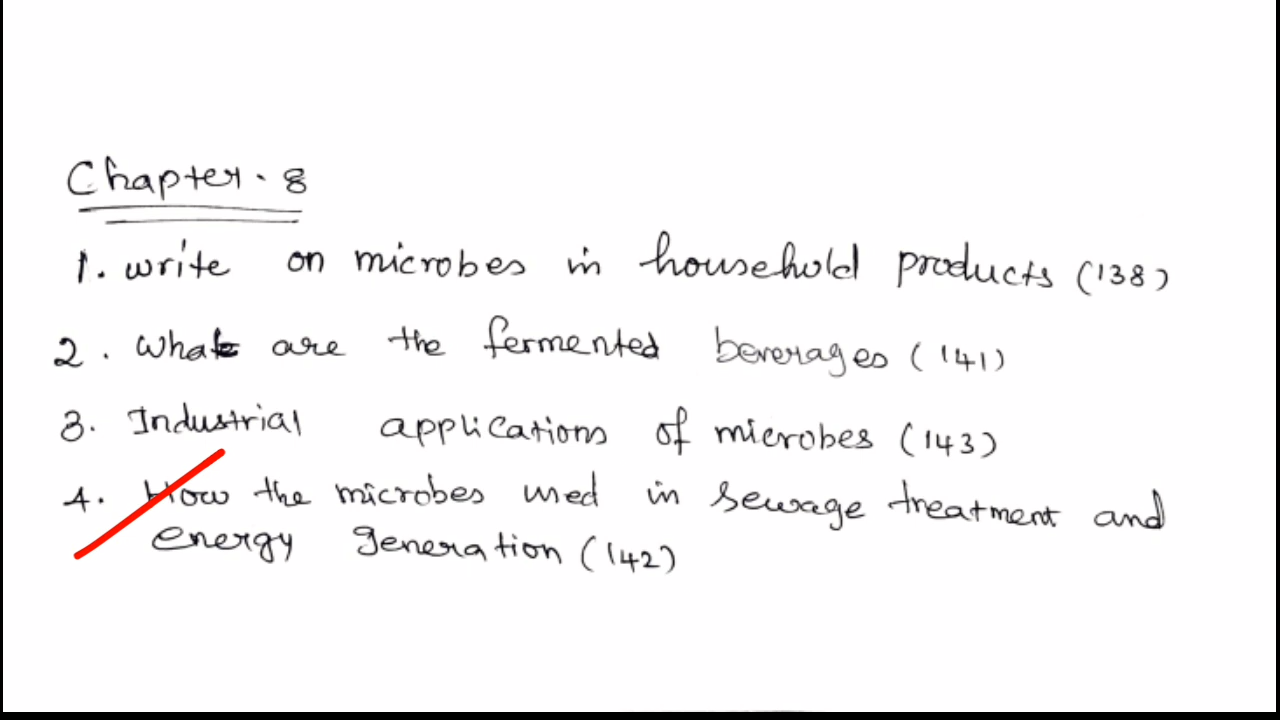 Chapter. 8
1. write on microbes in household products (138)
2. What are the fermented beverages (141)
3. Industrial applications of microbes (143)
4. How the microbes used in sewage treatment and
energy generation (142)